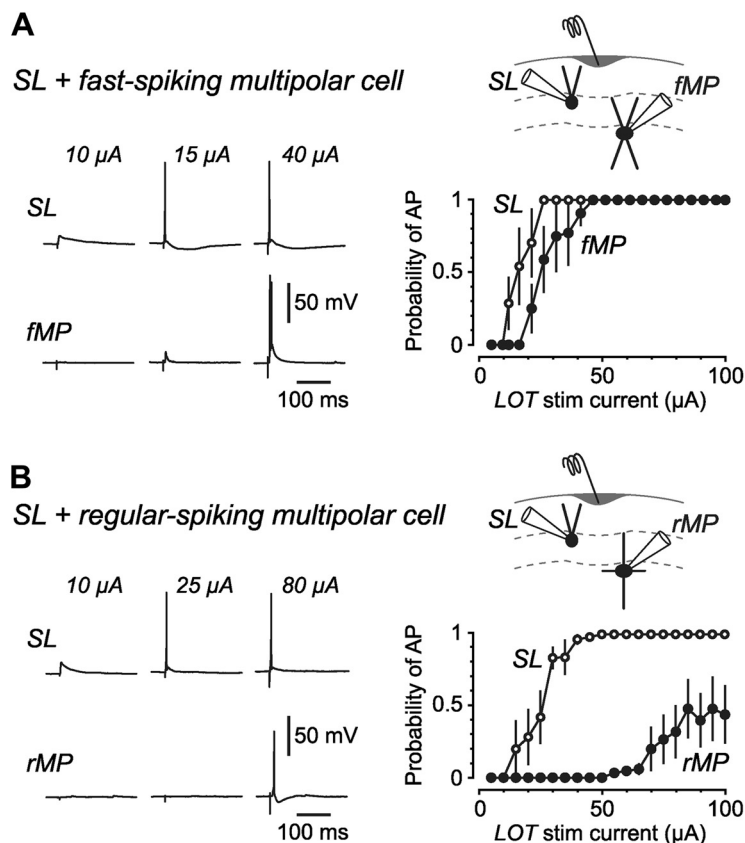 A
SL + fast-spiking multipolar cell
SL
fMP
10 µA 15 µA 40 µA
SL
50 mV
fMP
100 ms
Probability of AP
1
0.5
0
SL
fMP
0 50 100
LOT stim current (µA)
B
SL + regular-spiking multipolar cell
SL
rMP
10 µA 25 µA 80 µA
SL
50 mV
rMP
100 ms
Probability of AP
1
0.5
0
SL
rMP
0 50 100
LOT stim current (µA)